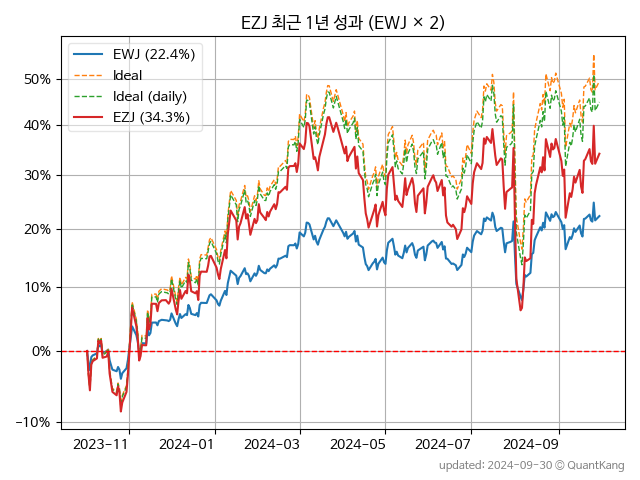 EZJ 최근 1년 성과 (EWJ × 2)
EWJ (22.4%)
Ideal
Ideal (daily)
EZJ (34.3%)
50%
40%
30%
20%
10%
0%
−10%
2023−11 2024−01 2024−03 2024−05 2024−07 2024−09
updated: 2024-09-30 © QuantKang